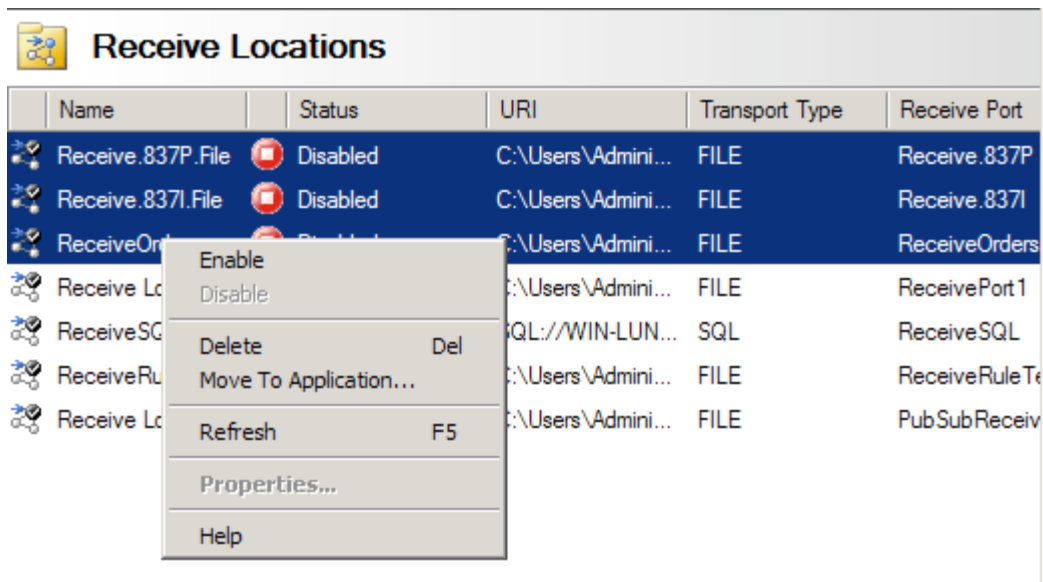 Receive Locations
Name Status URI Transport Type Receive Port
Receive.837P.File Disabled C:\Users\Admini... FILE Receive.837P
Receive.837I.File Disabled C:\Users\Admini... FILE Receive.837I
C:\Users\Admini... FILE ReceiveOrders
Receive :\Users\Admini... FILE ReceivePort1
SQL://WIN-LUN... SQL ReceiveSQL
:\Users\Admini... FILE
Receive :\Users\Admini... FILE
Enable
Disable
Delete Del
Move To Application...
Refresh F5
Properties...
Help